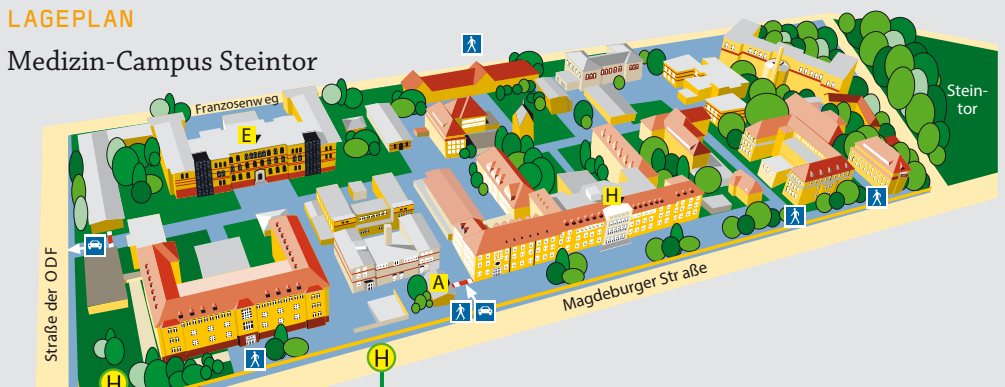 LAGEPLAN
Medizin-Campus Steintor
Franzosenweg
E
Stein-
tor
H
Straße der ODF
A
Magdeburger Straße
H
H